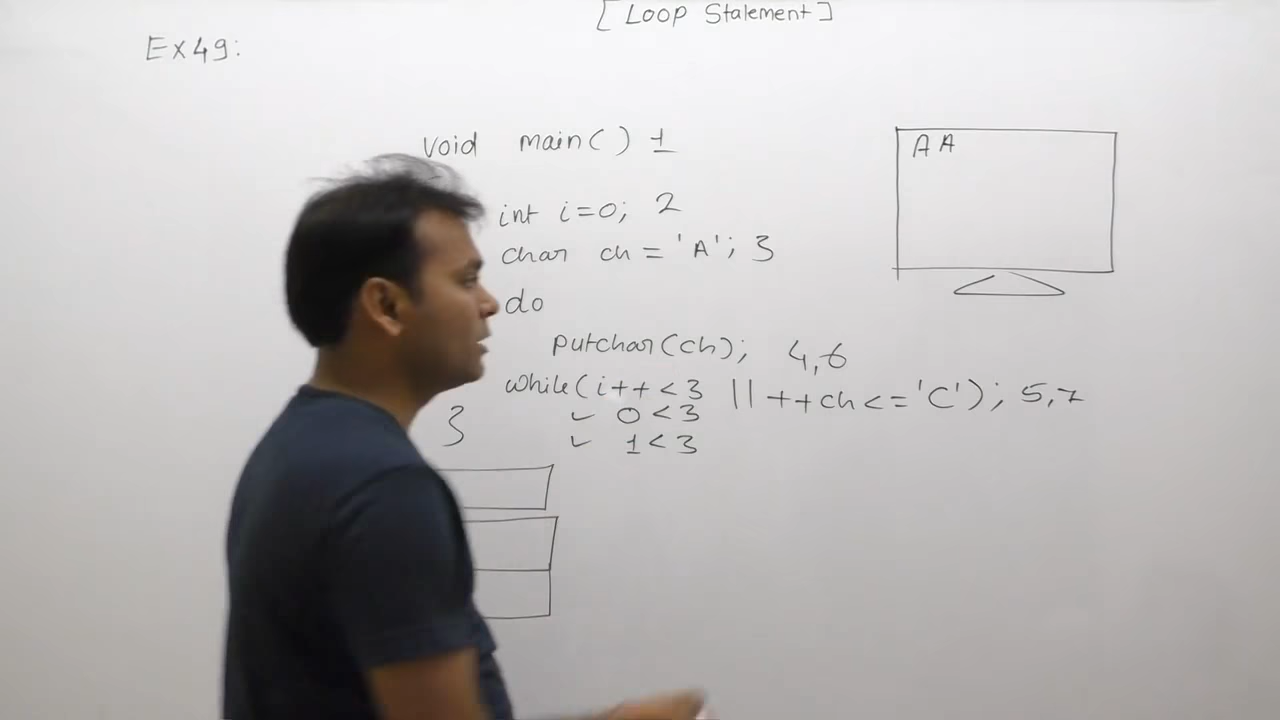 [Loop Statement]
Ex49:
void main() 1
int i=0; 2
char ch = 'A'; 3
do
putchar(ch); 4,6
while(i++ <3 || ++ch <= 'C'); 5,7
✓ 0<3
✓ 1<3
}
A A